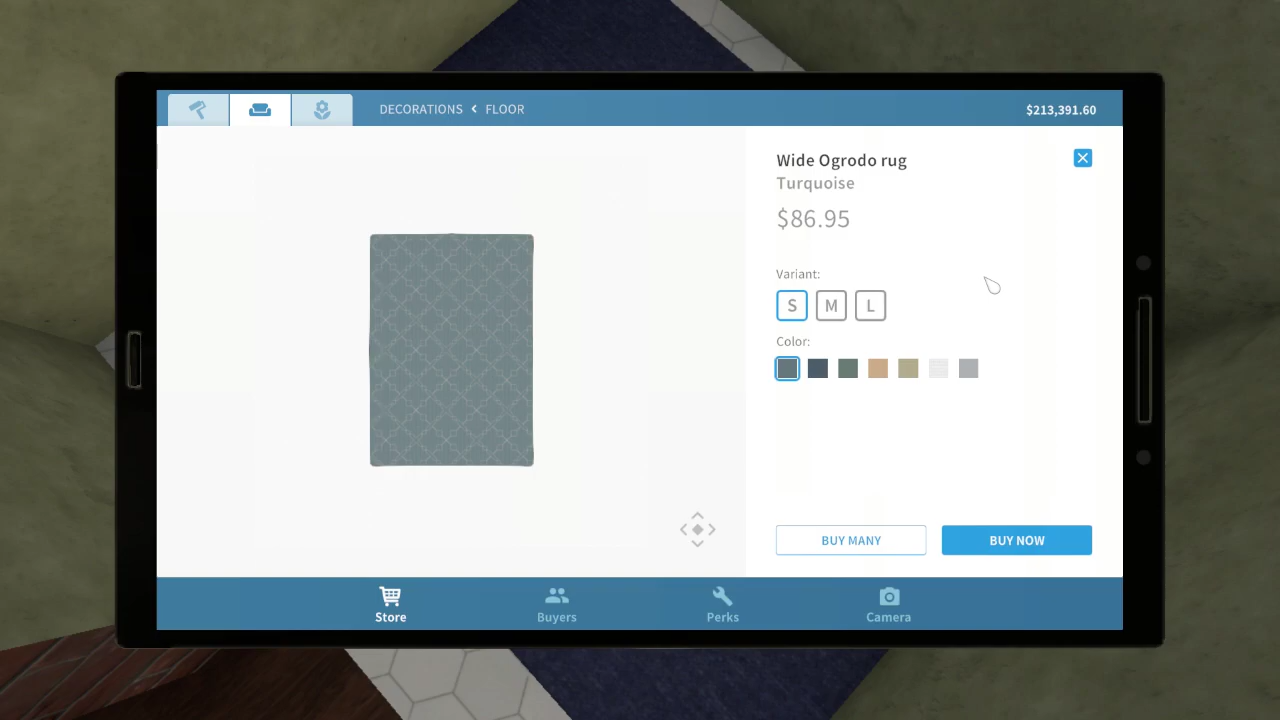 DECORATIONS < FLOOR
$213,391.60
Wide Ogrodo rug
Turquoise
$86.95
Variant:
S M L
Color:
BUY MANY
BUY NOW
Store
Buyers
Perks
Camera